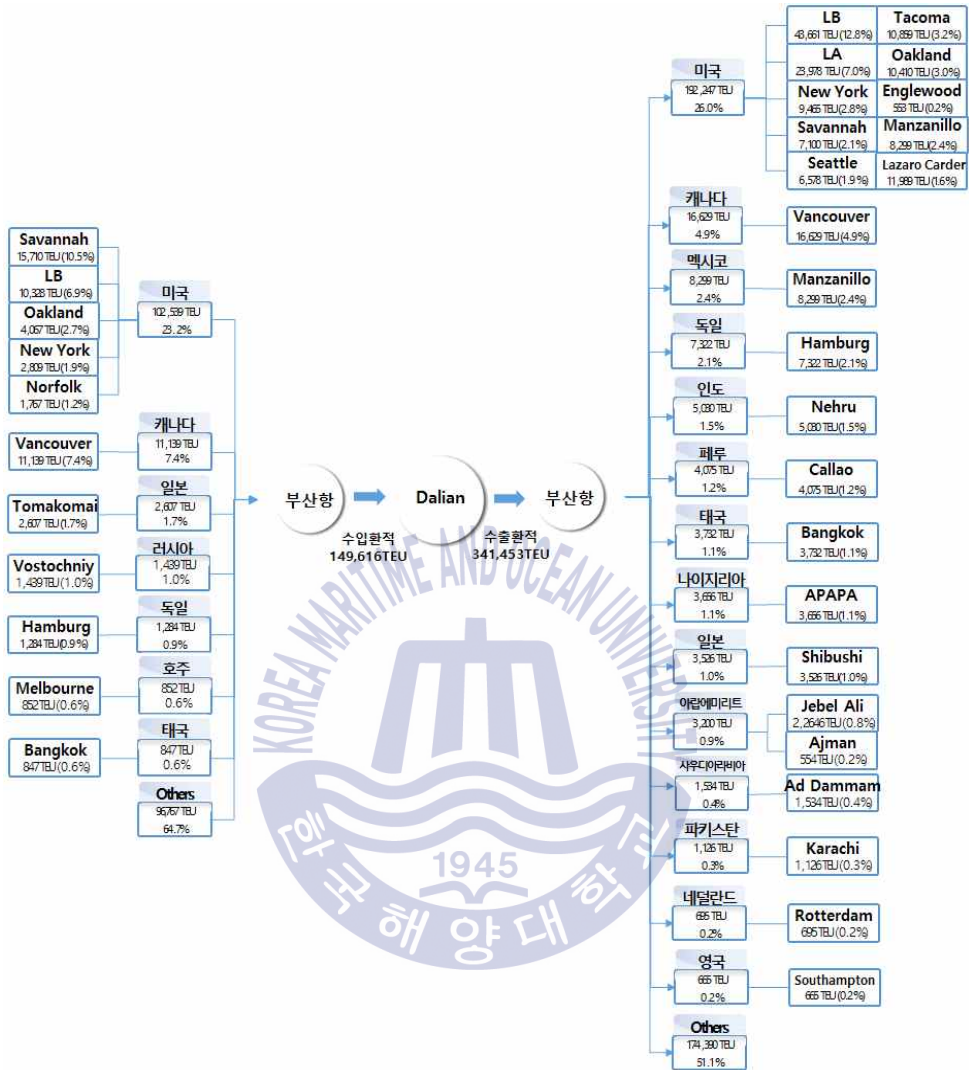 Savannah
15,710 TEU(10.5%)
LB
10,328 TEU(6.9%)
Oakland
4,067 TEU(2.7%)
New York
2,809 TEU(1.9%)
Norfolk
1,767 TEU(1.2%)
Vancouver
11,139 TEU(7.4%)
Tomakomai
2,607 TEU(1.7%)
Vostochniy
1,439 TEU(1.0%)
Hamburg
1,284 TEU(0.9%)
Melbourne
852 TEU(0.6%)
Bangkok
847 TEU(0.6%)
미국
102,539 TEU
23.2%
캐나다
11,139 TEU
7.4%
일본
2,607 TEU
1.7%
러시아
1,439 TEU
1.0%
독일
1,284 TEU
0.9%
호주
852 TEU
0.6%
태국
847 TEU
0.6%
Others
96,767 TEU
64.7%
부산항
수입환적
149,616TEU
Dalian
수출환적
341,453TEU
부산항
미국
192,247 TEU
26.0%
캐나다
16,629 TEU
4.9%
멕시코
8,299 TEU
2.4%
독일
7,322 TEU
2.1%
인도
5,030 TEU
1.5%
페루
4,075 TEU
1.2%
태국
3,732 TEU
1.1%
나이지리아
3,656 TEU
1.1%
일본
3,526 TEU
1.0%
아랍에미리트
3,200 TEU
0.9%
사우디아라비아
1,534 TEU
0.4%
파키스탄
1,126 TEU
0.3%
네덜란드
695 TEU
0.2%
영국
665 TEU
0.2%
Others
174,390 TEU
51.1%
LB
43,661 TEU(12.8%)
Tacoma
10,859 TEU(3.2%)
LA
23,978 TEU(7.0%)
Oakland
10,410 TEU(3.0%)
New York
9,465 TEU(2.8%)
Englewood
553 TEU(0.2%)
Savannah
7,100 TEU(2.1%)
Manzanillo
8,299 TEU(2.4%)
Seattle
6,578 TEU(1.9%)
Lazaro Carder
11,989 TEU(1.6%)
Vancouver
16,629 TEU(4.9%)
Manzanillo
8,299 TEU(2.4%)
Hamburg
7,322 TEU(2.1%)
Nehru
5,030 TEU(1.5%)
Callao
4,075 TEU(1.2%)
Bangkok
3,732 TEU(1.1%)
APAPA
3,656 TEU(1.1%)
Shibushi
3,526 TEU(1.0%)
Jebel Ali
2,2646 TEU(0.8%)
Ajman
554 TEU(0.2%)
Ad Dammam
1,534 TEU(0.4%)
Karachi
1,126 TEU(0.3%)
Rotterdam
695 TEU(0.2%)
Southampton
665 TEU(0.2%)
KOREA MARITIME AND OCEAN UNIVERSITY
1945
한국해양대학교